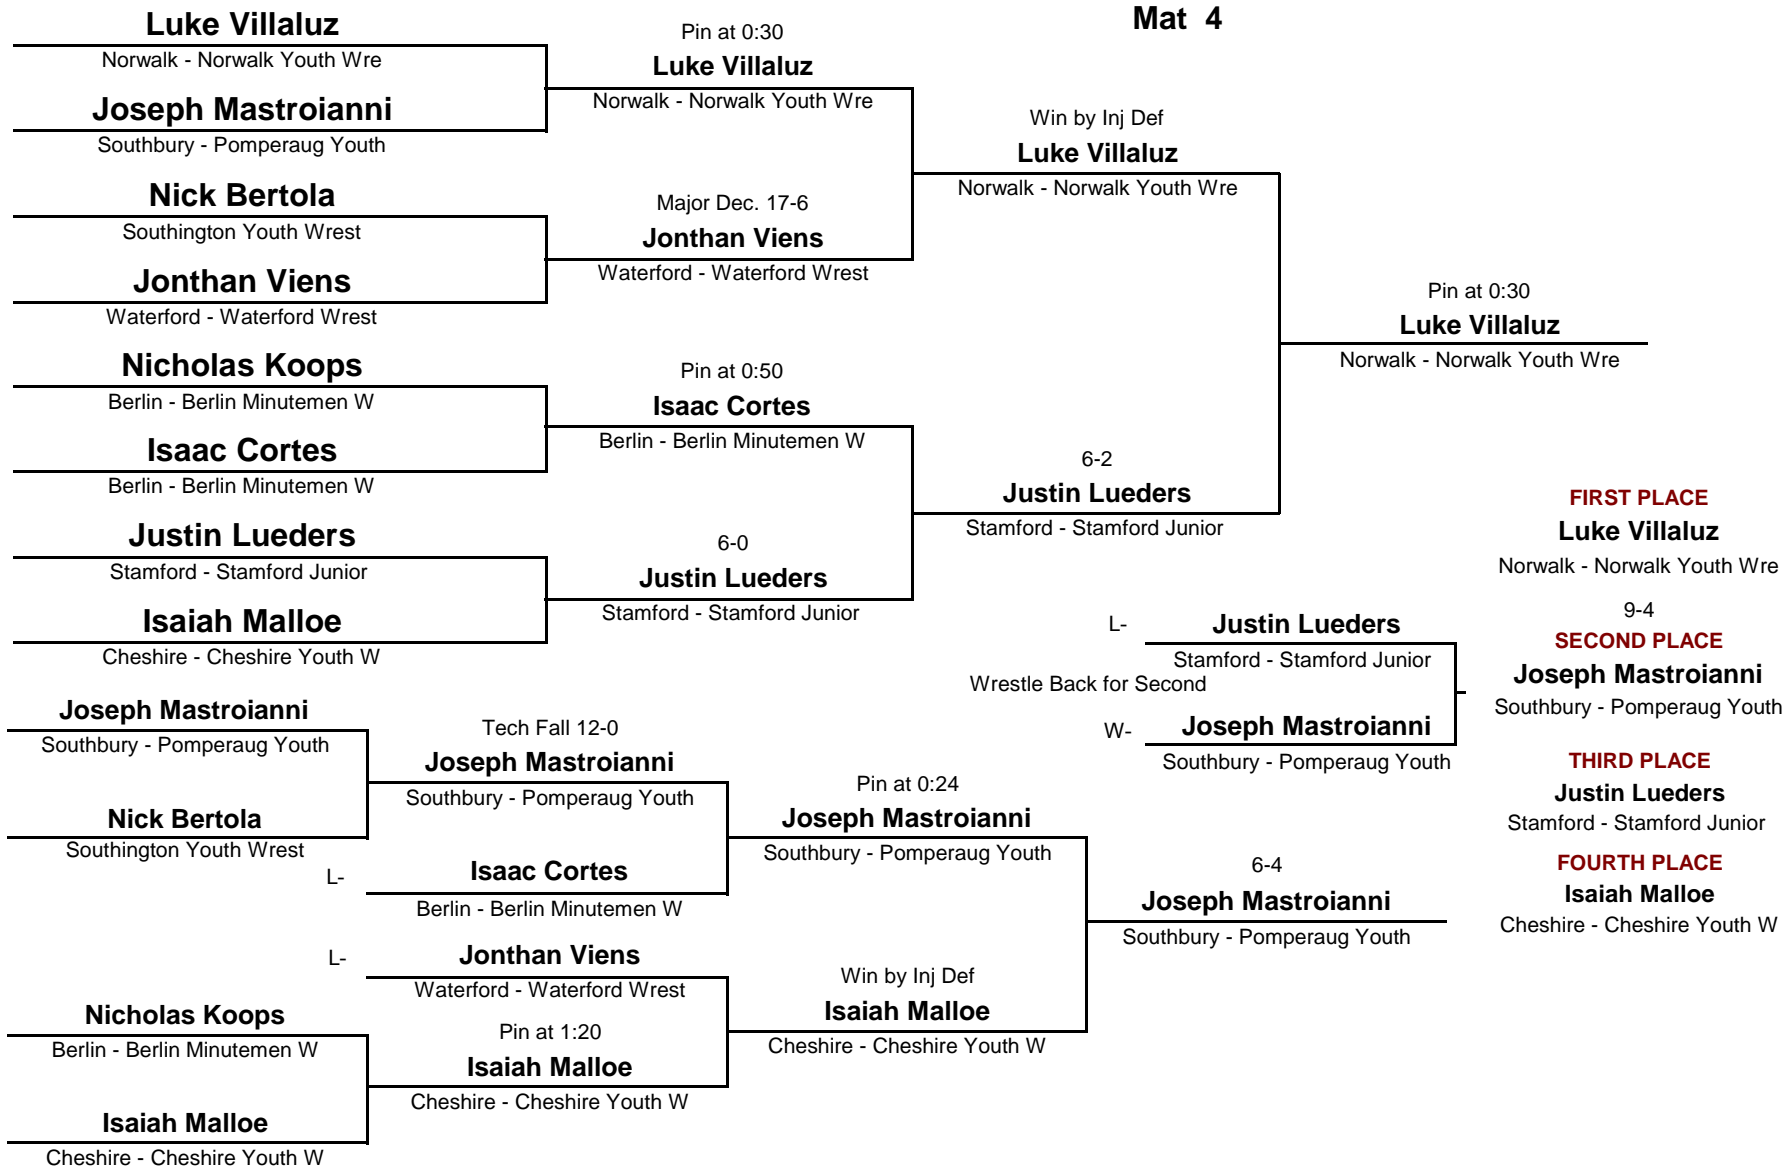 Mat 4
Luke Villaluz
Norwalk - Norwalk Youth Wre
Joseph Mastroianni
Southbury - Pomperaug Youth
Nick Bertola
Southington Youth Wrest
Jonthan Viens
Waterford - Waterford Wrest
Nicholas Koops
Berlin - Berlin Minutemen W
Isaac Cortes
Berlin - Berlin Minutemen W
Justin Lueders
Stamford - Stamford Junior
Isaiah Malloe
Cheshire - Cheshire Youth W
Pin at 0:30
Luke Villaluz
Norwalk - Norwalk Youth Wre
Major Dec. 17-6
Jonthan Viens
Waterford - Waterford Wrest
Pin at 0:50
Isaac Cortes
Berlin - Berlin Minutemen W
6-0
Justin Lueders
Stamford - Stamford Junior
Win by Inj Def
Luke Villaluz
Norwalk - Norwalk Youth Wre
6-2
Justin Lueders
Stamford - Stamford Junior
Pin at 0:30
Luke Villaluz
Norwalk - Norwalk Youth Wre
Joseph Mastroianni
Southbury - Pomperaug Youth
Nick Bertola
Southington Youth Wrest
Nicholas Koops
Berlin - Berlin Minutemen W
Isaiah Malloe
Cheshire - Cheshire Youth W
Tech Fall 12-0
Joseph Mastroianni
Southbury - Pomperaug Youth
L-
Isaac Cortes
Berlin - Berlin Minutemen W
L-
Jonthan Viens
Waterford - Waterford Wrest
Pin at 1:20
Isaiah Malloe
Cheshire - Cheshire Youth W
Pin at 0:24
Joseph Mastroianni
Southbury - Pomperaug Youth
Win by Inj Def
Isaiah Malloe
Cheshire - Cheshire Youth W
6-4
Joseph Mastroianni
Southbury - Pomperaug Youth
L-
Justin Lueders
Stamford - Stamford Junior
Wrestle Back for Second
W-
Joseph Mastroianni
Southbury - Pomperaug Youth
FIRST PLACE
Luke Villaluz
Norwalk - Norwalk Youth Wre
9-4
SECOND PLACE
Joseph Mastroianni
Southbury - Pomperaug Youth
THIRD PLACE
Justin Lueders
Stamford - Stamford Junior
FOURTH PLACE
Isaiah Malloe
Cheshire - Cheshire Youth W